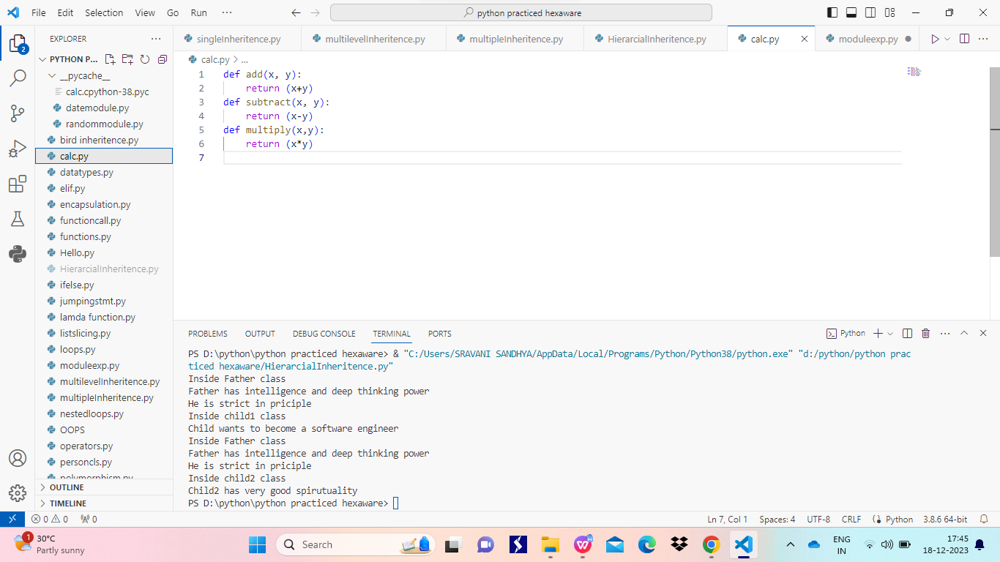 File Edit Selection View Go Run ···
python practiced hexaware
EXPLORER ···
singleInheritence.py
multilevelInheritence.py
multipleInheritence.py
HierarcialInheritence.py
calc.py
moduleexp.py
2
PYTHON P...
calc.py > ...
__pycache__
calc.cpython-38.pyc
datemodule.py
randommodule.py
bird inheritence.py
calc.py
datatypes.py
elif.py
encapsulation.py
functioncall.py
functions.py
Hello.py
HierarcialInheritence.py
ifelse.py
jumpingstmt.py
lamda function.py
listslicing.py
loops.py
moduleexp.py
multilevelInheritence.py
multipleInheritence.py
nestedloops.py
OOPS
operators.py
personcls.py
polymorphism.py
OUTLINE
TIMELINE
1 def add(x, y):
2 return (x+y)
3 def subtract(x, y):
4 return (x-y)
5 def multiply(x,y):
6 return (x*y)
7
PROBLEMS OUTPUT DEBUG CONSOLE TERMINAL PORTS
Python
PS D:\python\python practiced hexaware> & "C:/Users/SRAVANI SANDHYA/AppData/Local/Programs/Python/Python38/python.exe" "d:/python/python prac
ticed hexaware/HierarcialInheritence.py"
Inside Father class
Father has intelligence and deep thinking power
He is strict in priciple
Inside child1 class
Child wants to become a software engineer
Inside Father class
Father has intelligence and deep thinking power
He is strict in priciple
Inside child2 class
Child2 has very good spirutuality
PS D:\python\python practiced hexaware>
0 0 0
Ln 7, Col 1 Spaces: 4 UTF-8 CRLF Python 3.8.6 64-bit
1
30°C
Partly sunny
Search
ENG
IN
17:45
18-12-2023